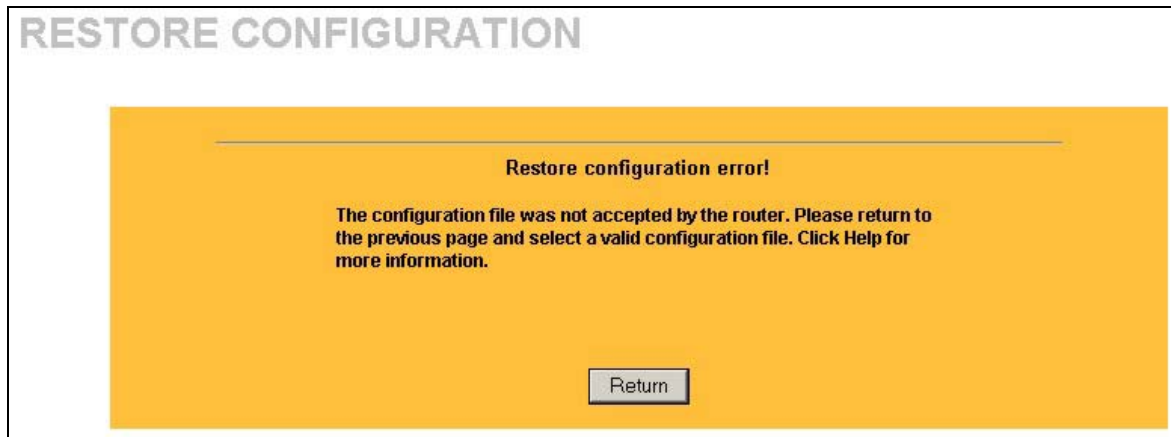 RESTORE CONFIGURATION
Restore configuration error!
The configuration file was not accepted by the router. Please return to
the previous page and select a valid configuration file. Click Help for
more information.
Return